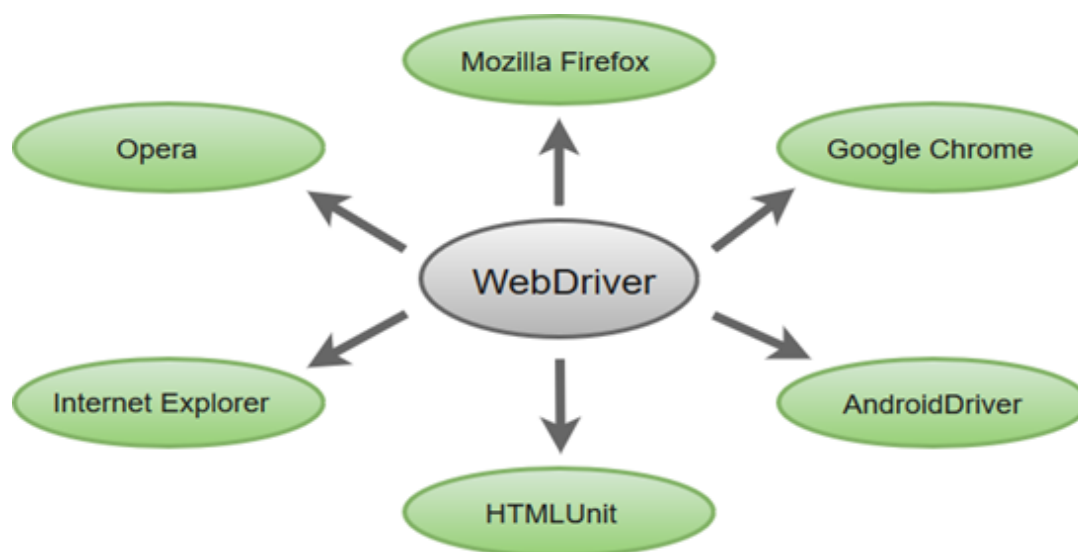 Mozilla Firefox
Opera
Google Chrome
WebDriver
Internet Explorer
AndroidDriver
HTMLUnit